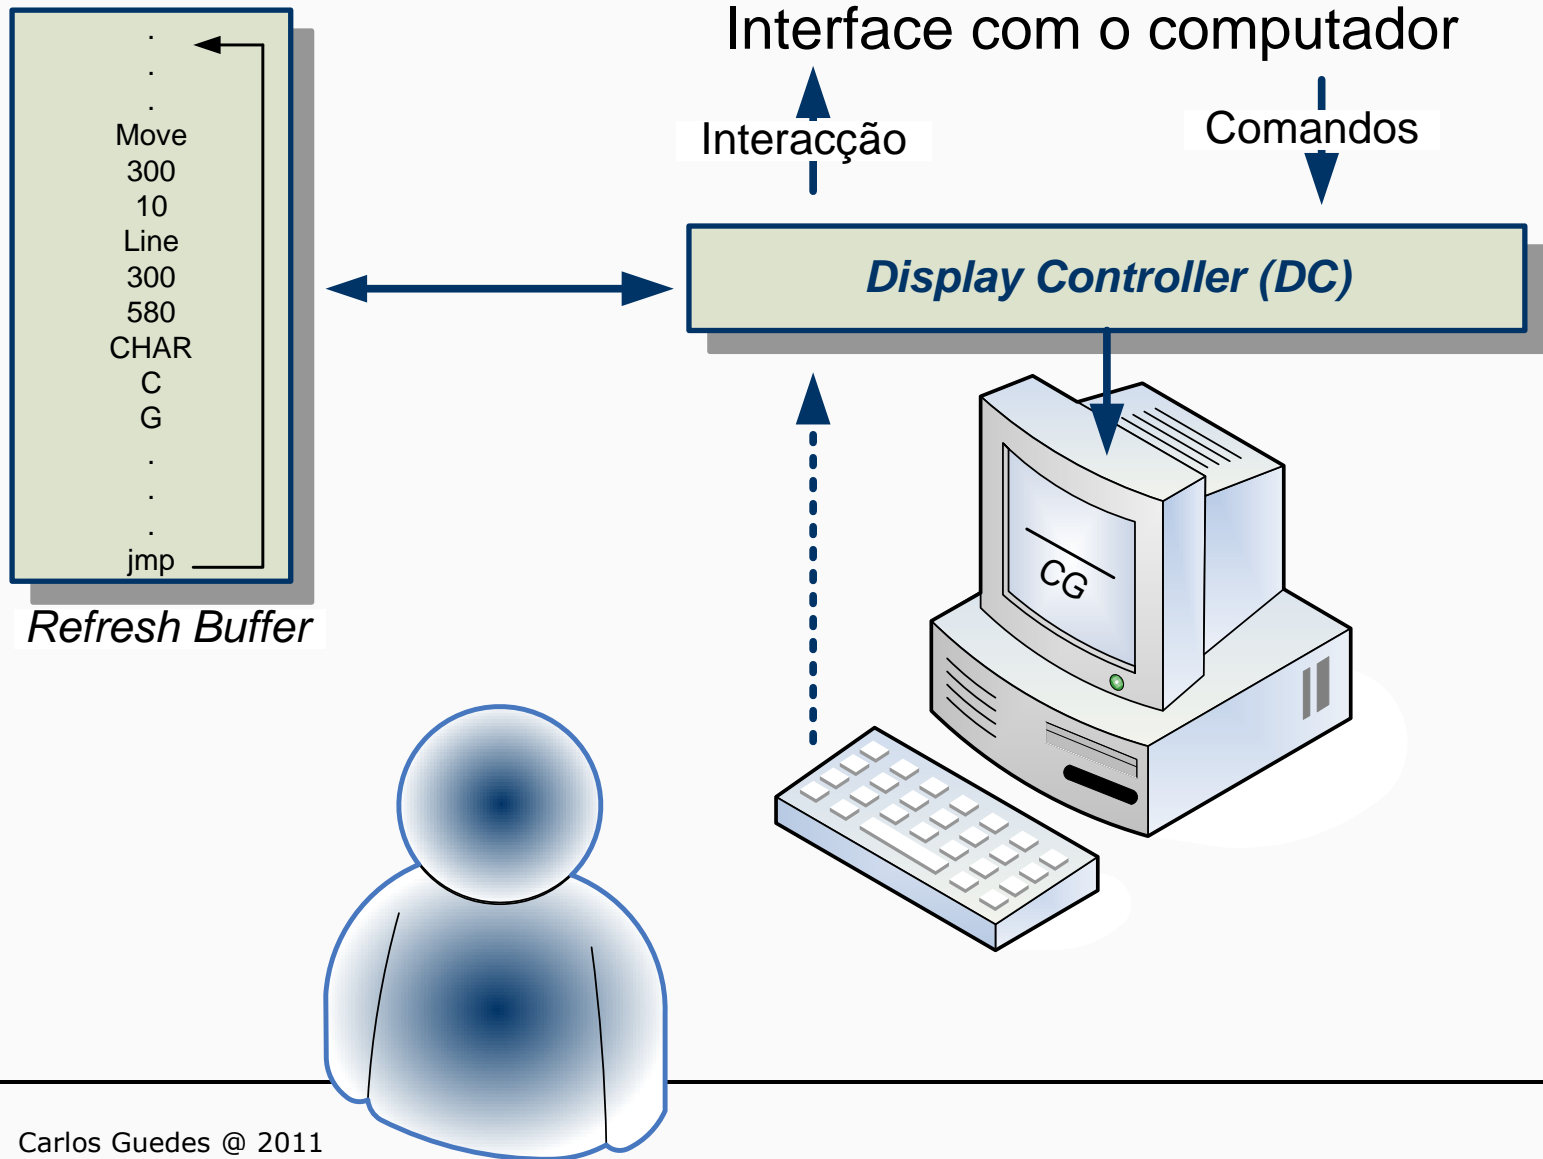 .
.
.
Move
300
10
Line
300
580
CHAR
C
G
.
.
.
jmp
Refresh Buffer
Interface com o computador
Interacção
Comandos
Display Controller (DC)
CG
Carlos Guedes @ 2011